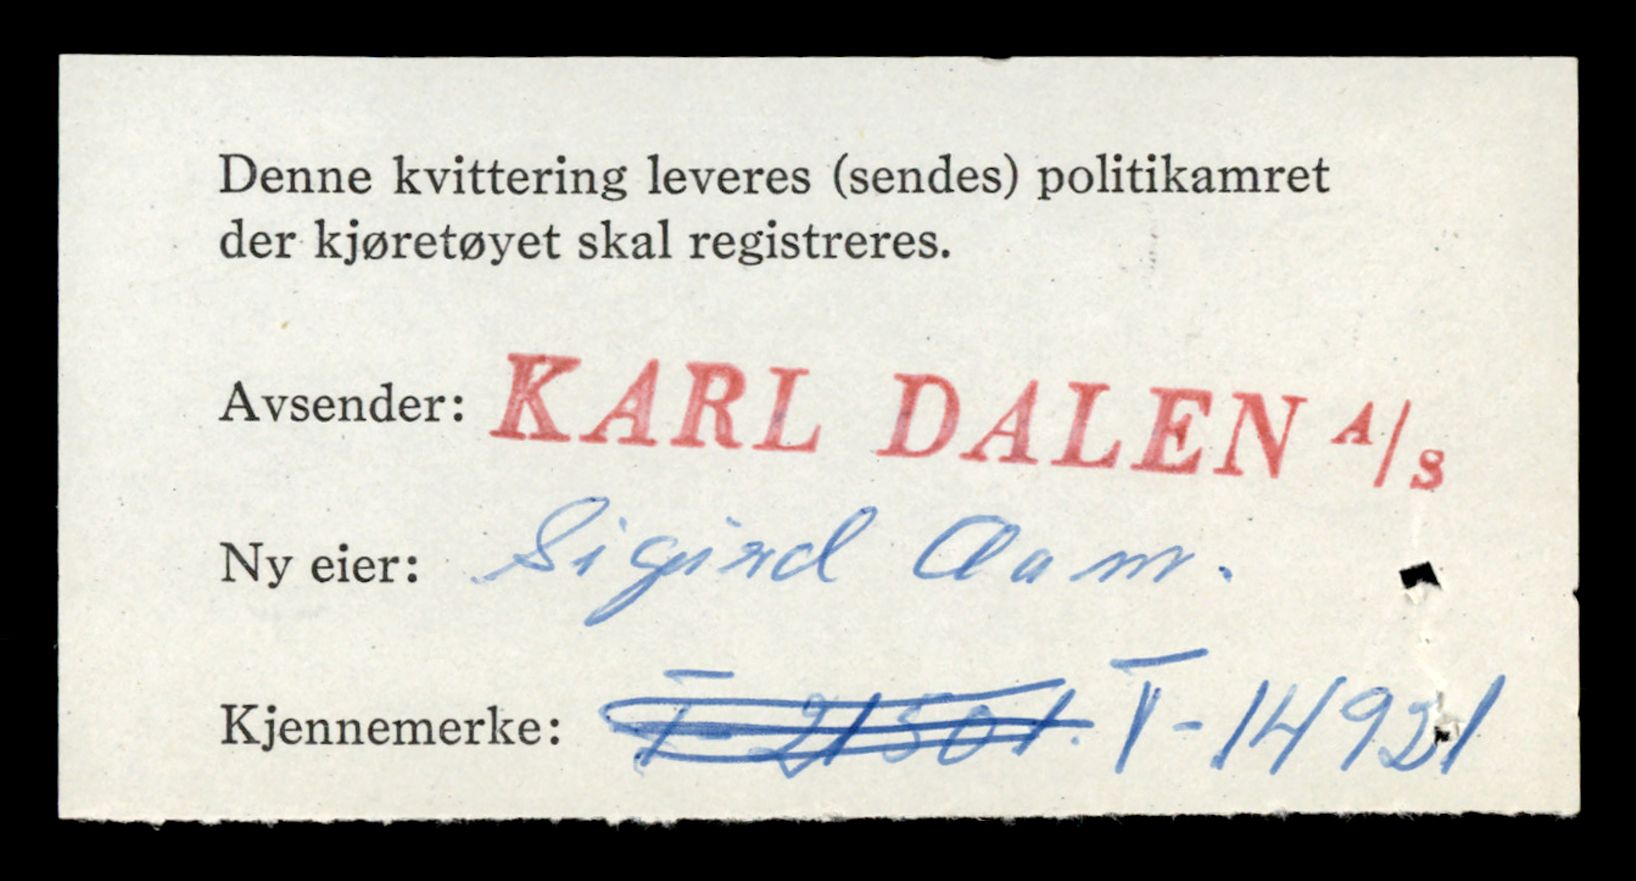 Denne kvittering leveres (sendes) politikamret
der kjøretøyet skal registreres.
Avsender: KARL DALEN A/s
Ny eier: Sigurd Aam.
Kjennemerke: T-21501. T-14921